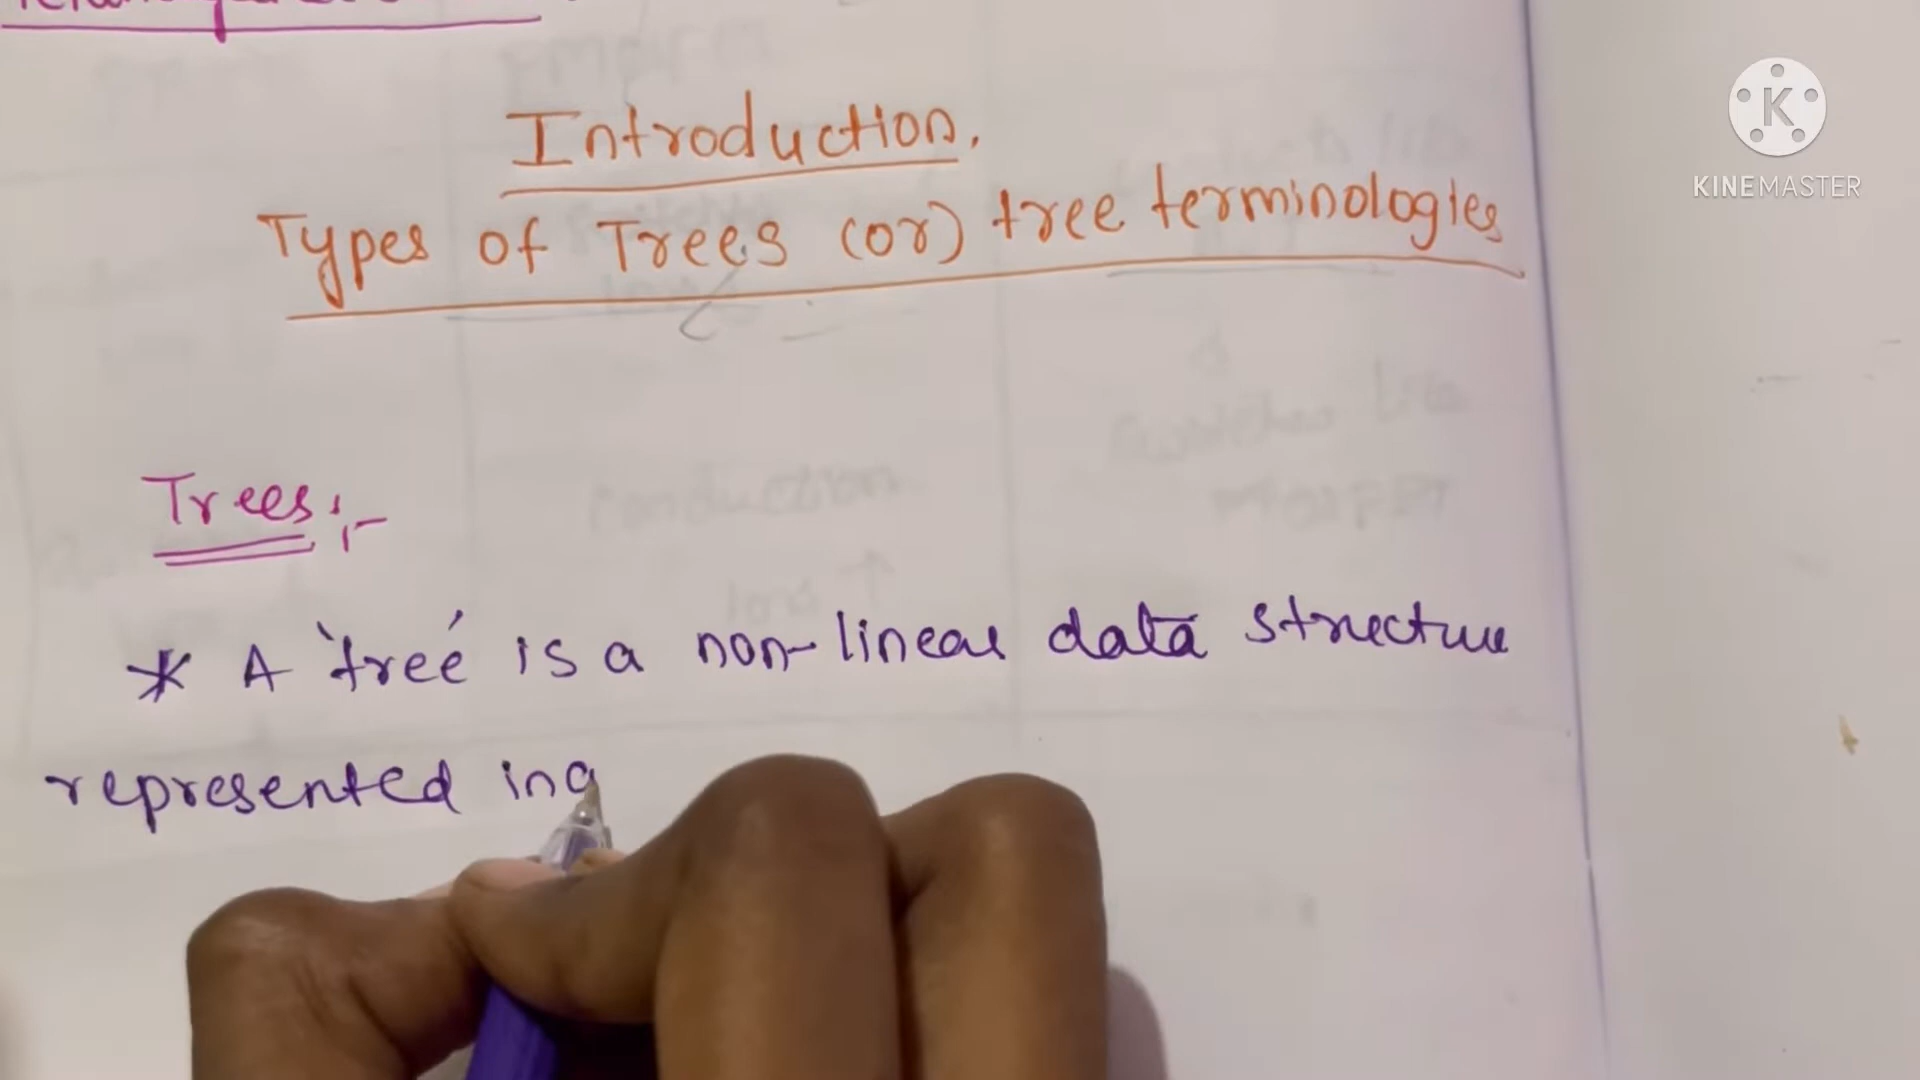 Introduction.
Types of Trees (or) tree terminologies
Trees:-
* A 'tree' is a non-linear data structure
represented in a
KINEMASTER